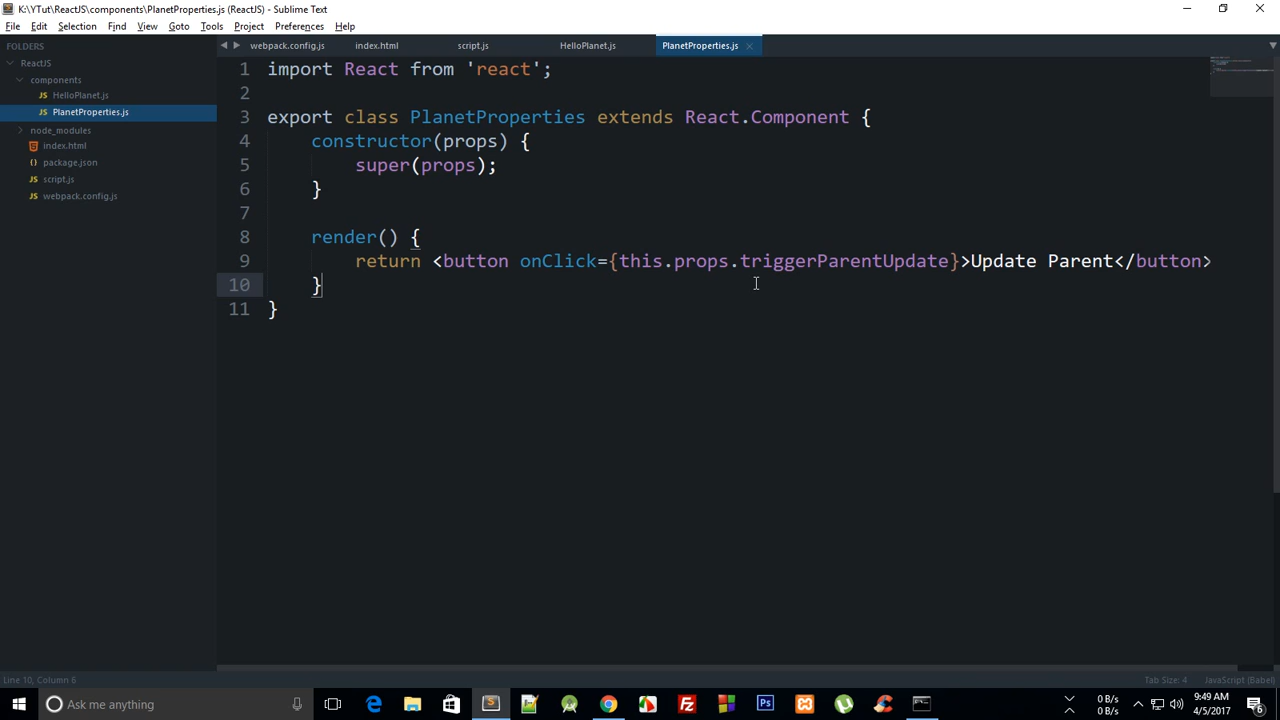 K:\YTut\ReactJS\components\PlanetProperties.js (ReactJS) - Sublime Text
File Edit Selection Find View Goto Tools Project Preferences Help
FOLDERS
ReactJS
components
JS HelloPlanet.js
JS PlanetProperties.js
node_modules
index.html
package.json
JS script.js
JS webpack.config.js
webpack.config.js index.html script.js HelloPlanet.js PlanetProperties.js
1 import React from 'react';
2
3 export class PlanetProperties extends React.Component {
4 constructor(props) {
5 super(props);
6 }
7
8 render() {
9 return <button onClick={this.props.triggerParentUpdate}>Update Parent</button>
10 }
11 }
Line 10, Column 6
Tab Size: 4 JavaScript (Babel)
Ask me anything
0 B/s
0 B/s
9:49 AM
4/5/2017
6